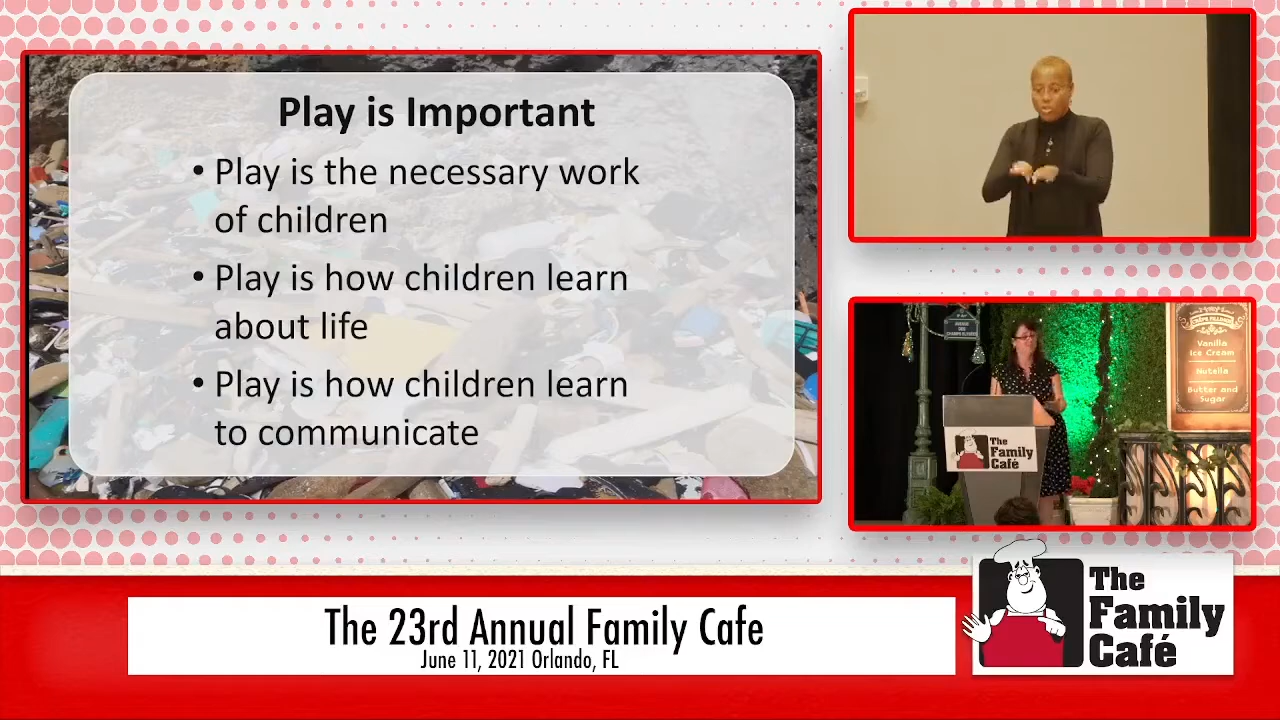 Play is Important
• Play is the necessary work
of children
• Play is how children learn
about life
• Play is how children learn
to communicate
Vanilla
Ice Cream
Nutella
Butter and
Sugar
The
Family
Café
The 23rd Annual Family Cafe
June 11, 2021 Orlando, FL
The
Family
Café